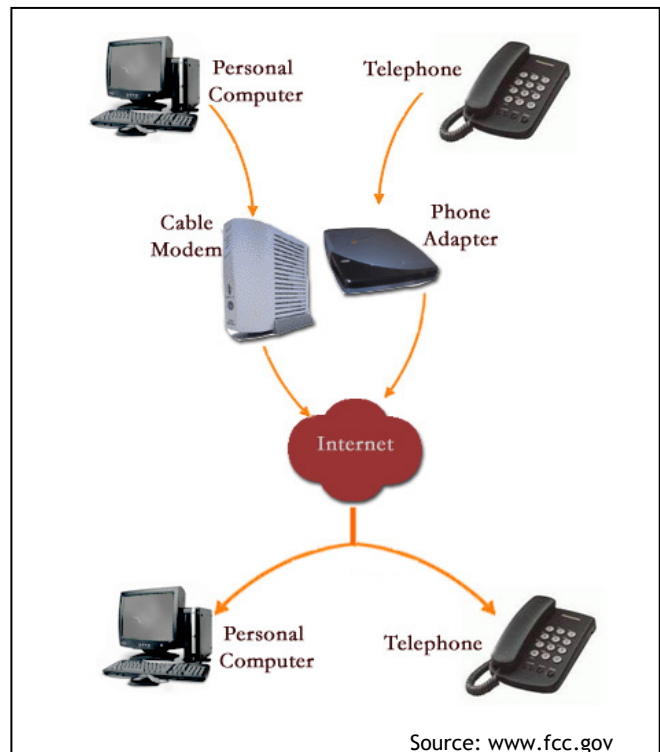 Personal
Computer
Telephone
Cable
Modem
Phone
Adapter
Internet
Personal
Computer
Telephone
Source: www.fcc.gov